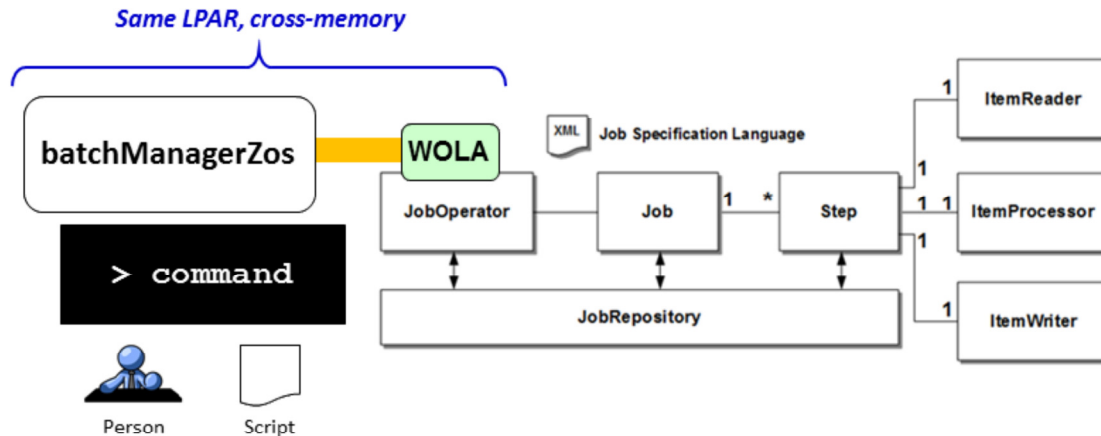 Same LPAR, cross-memory
batchManagerZos
WOLA
XML
Job Specification Language
JobOperator
Job
1
*
Step
1
1
1
1
1
1
ItemReader
ItemProcessor
ItemWriter
JobRepository
> command
Person
Script